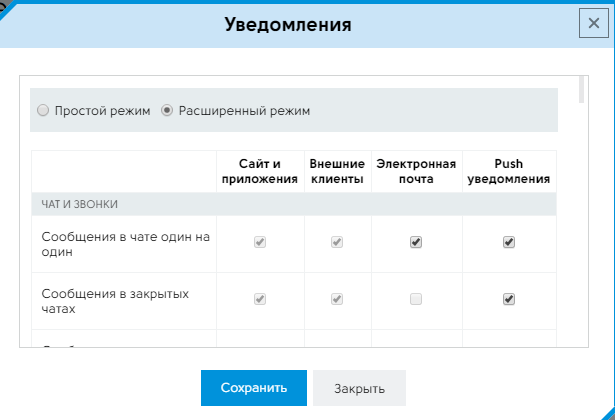 Уведомления
Простой режим Расширенный режим
Сайт и приложения Внешние клиенты Электронная почта Push уведомления
ЧАТ И ЗВОНКИ
Сообщения в чате один на
один
Сообщения в закрытых
чатах
Сохранить Закрыть